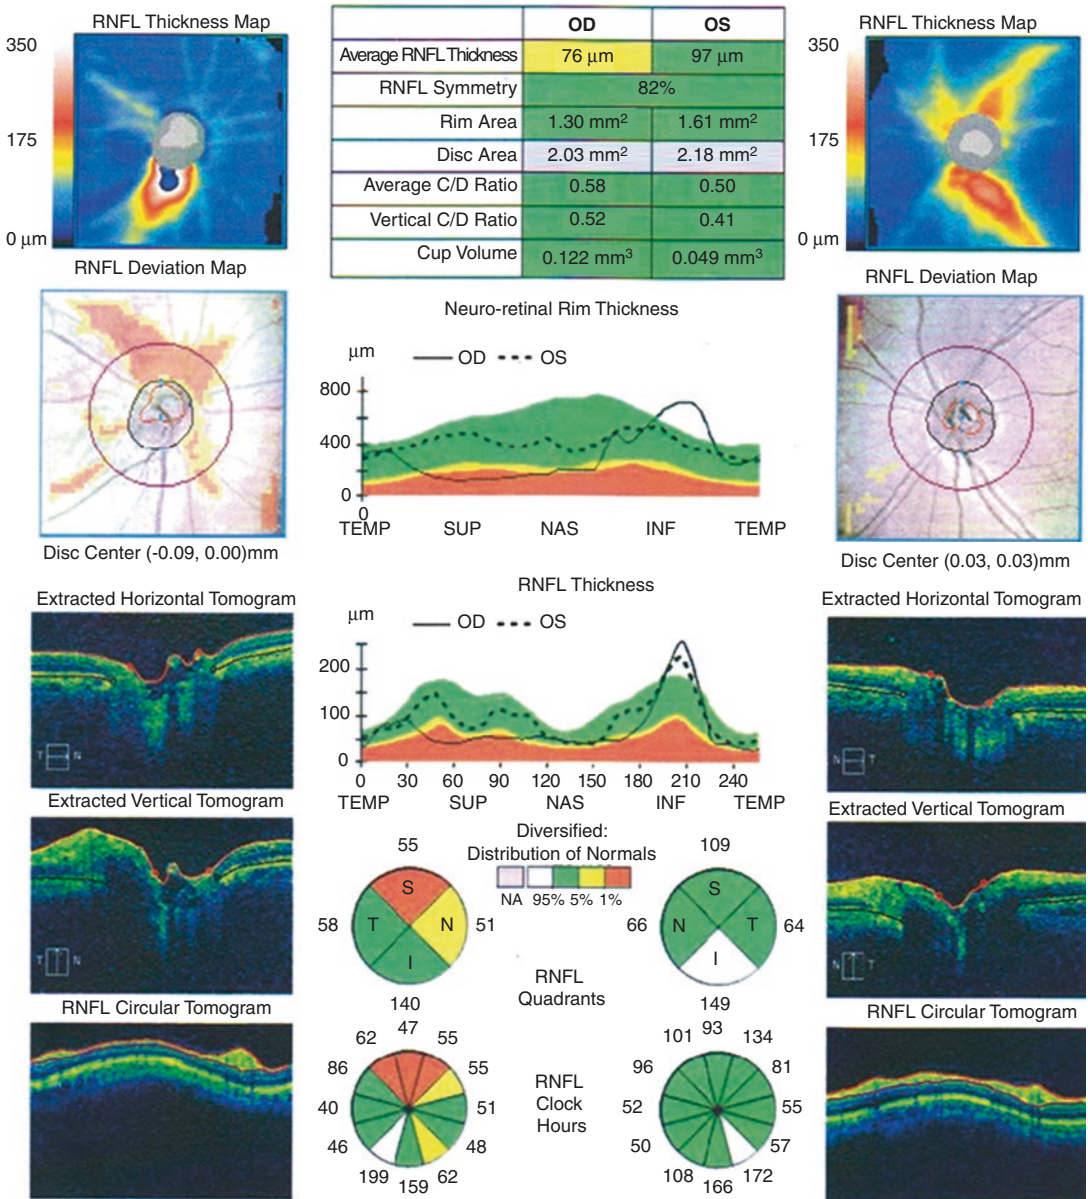 RNFL Thickness Map
350
175
0 μm
OD OS
Average RNFL Thickness 76 μm 97 μm
RNFL Symmetry 82%
Rim Area 1.30 mm² 1.61 mm²
Disc Area 2.03 mm² 2.18 mm²
Average C/D Ratio 0.58 0.50
Vertical C/D Ratio 0.52 0.41
Cup Volume 0.122 mm³ 0.049 mm³
RNFL Thickness Map
350
175
0 μm
RNFL Deviation Map
Disc Center (-0.09, 0.00)mm
Neuro-retinal Rim Thickness
μm OD OS
800
400
0
0
TEMP SUP NAS INF TEMP
RNFL Deviation Map
Disc Center (0.03, 0.03)mm
Extracted Horizontal Tomogram
T N
Extracted Vertical Tomogram
T N
RNFL Circular Tomogram
RNFL Thickness
μm OD OS
200
100
0
0 30 60 90 120 150 180 210 240
TEMP SUP NAS INF TEMP
Diversified:
Distribution of Normals
NA 95% 5% 1%
55
S
58 T N 51
I
140
109
S
66 N T 64
I
149
RNFL
Quadrants
47
62 55
86 55
40 51
46 48
199 62
159
RNFL
Clock
Hours
93
101 134
96 81
52 55
50 57
108 172
166
Extracted Horizontal Tomogram
N T
Extracted Vertical Tomogram
N T
RNFL Circular Tomogram